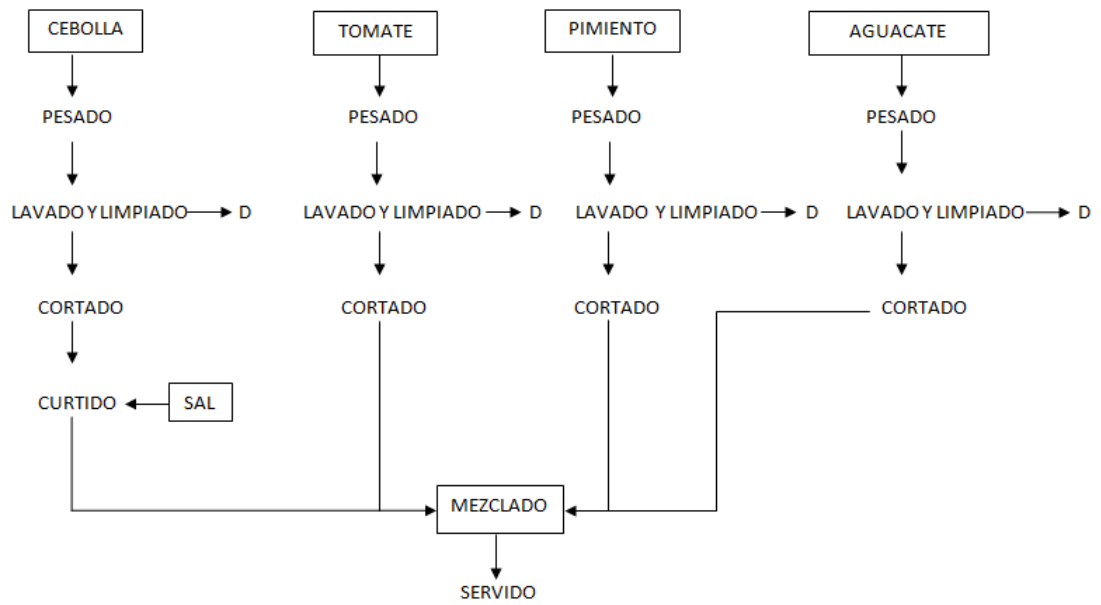 CEBOLLA
TOMATE
PIMIENTO
AGUACATE
PESADO
PESADO
PESADO
PESADO
LAVADO Y LIMPIADO
D
LAVADO Y LIMPIADO
D
LAVADO Y LIMPIADO
D
LAVADO Y LIMPIADO
D
CORTADO
CORTADO
CORTADO
CORTADO
CURTIDO
SAL
MEZCLADO
SERVIDO